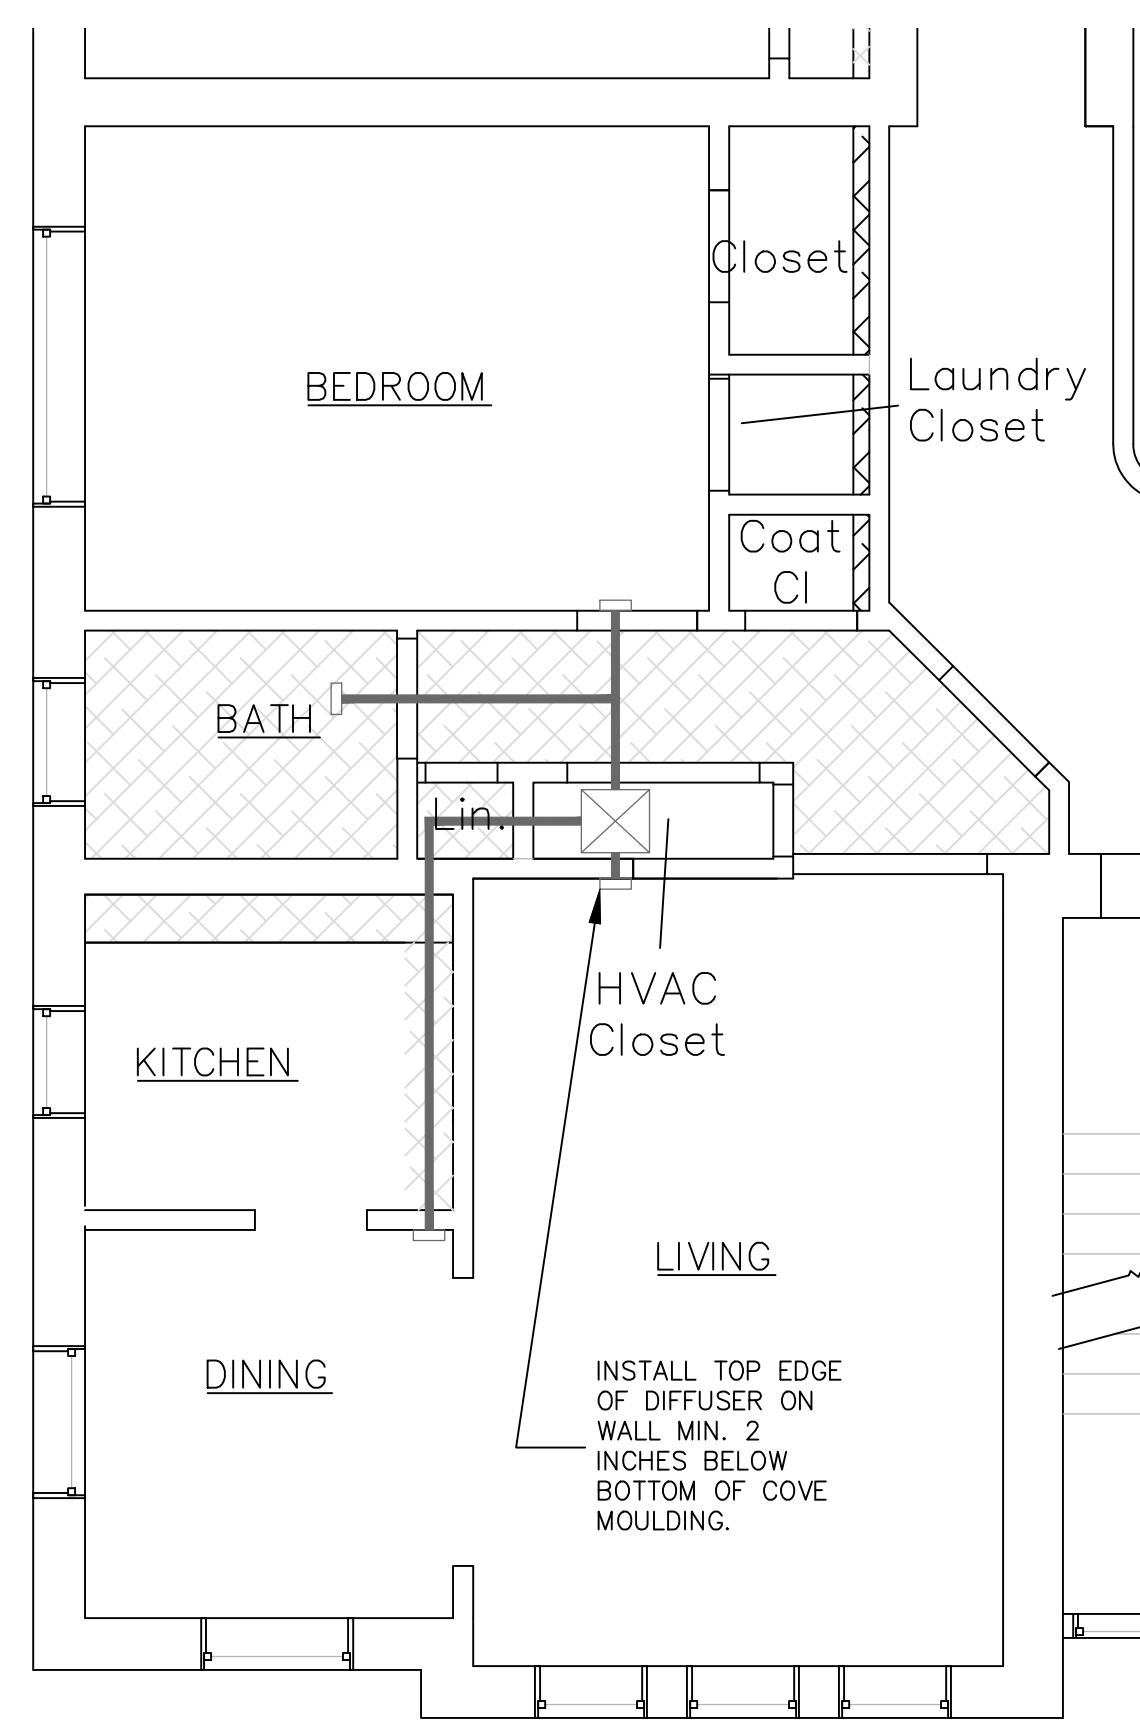 Closet
Laundry
Closet
BEDROOM
Coat
Cl
BATH
Lin.
HVAC
Closet
KITCHEN
LIVING
DINING
INSTALL TOP EDGE
OF DIFFUSER ON
WALL MIN. 2
INCHES BELOW
BOTTOM OF COVE
MOULDING.